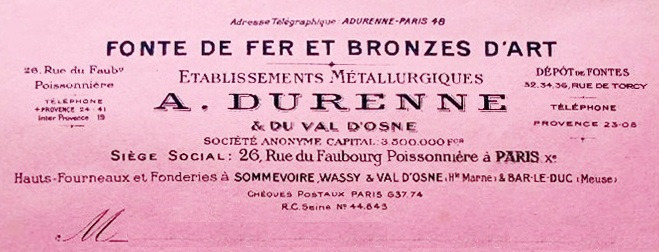 Adresse Télégraphique: ADURENNE-PARIS 48
FONTE DE FER ET BRONZES D'ART
26, Rue du Faubg
Poissonnière
TÉLÉPHONE
+ PROVENCE 24-41
Inter Provence 19
ETABLISSEMENTS MÉTALLURGIQUES
A. DURENNE
& DU VAL D'OSNE
DÉPÔT DE FONTES
32, 34, 36, RUE DE TORCY
TÉLÉPHONE
PROVENCE 23-08
SOCIÉTÉ ANONYME CAPITAL: 3.300.000 Fcs
SIÈGE SOCIAL: 26, Rue du Faubourg Poissonnière à PARIS. Xe
Hauts-Fourneaux et Fonderies à SOMMEVOIRE, WASSY & VAL D'OSNE (Hte Marne) & BAR-LE-DUC (Meuse)
CHÈQUES POSTAUX PARIS 637.74
R.C. Seine No 44.643
M